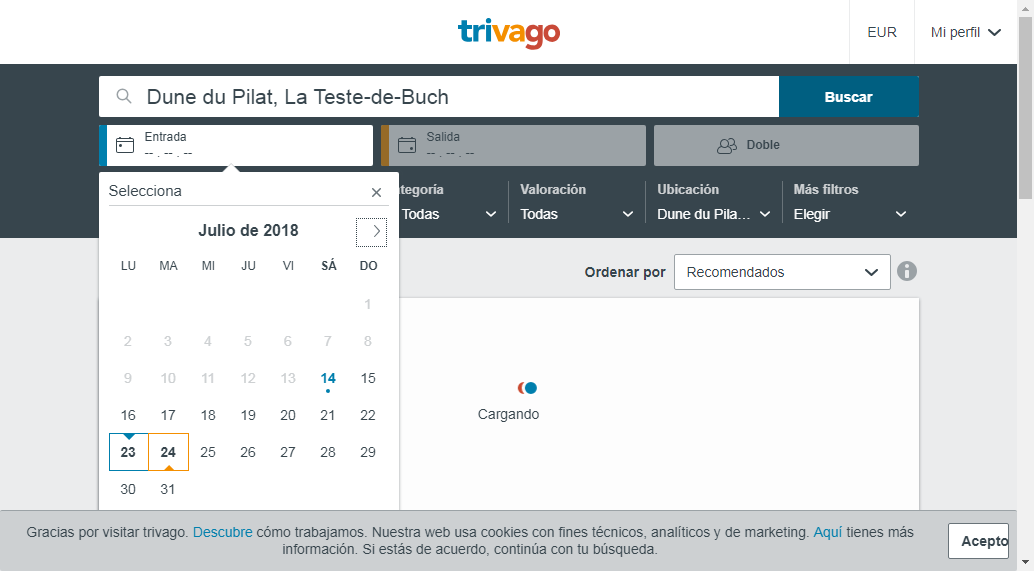 trivago
EUR
Mi perfil
Dune du Pilat, La Teste-de-Buch
Buscar
Entrada
-- . -- . --
Salida
-- . -- . --
Doble
Selecciona
tegoría
Todas
Valoración
Todas
Ubicación
Dune du Pila...
Más filtros
Elegir
Julio de 2018
LU MA MI JU VI SÁ DO
1
2 3 4 5 6 7 8
9 10 11 12 13 14 15
16 17 18 19 20 21 22
23 24 25 26 27 28 29
30 31
Ordenar por
Recomendados
Cargando
Gracias por visitar trivago. Descubre cómo trabajamos. Nuestra web usa cookies con fines técnicos, analíticos y de marketing. Aquí tienes más
información. Si estás de acuerdo, continúa con tu búsqueda.
Acepto